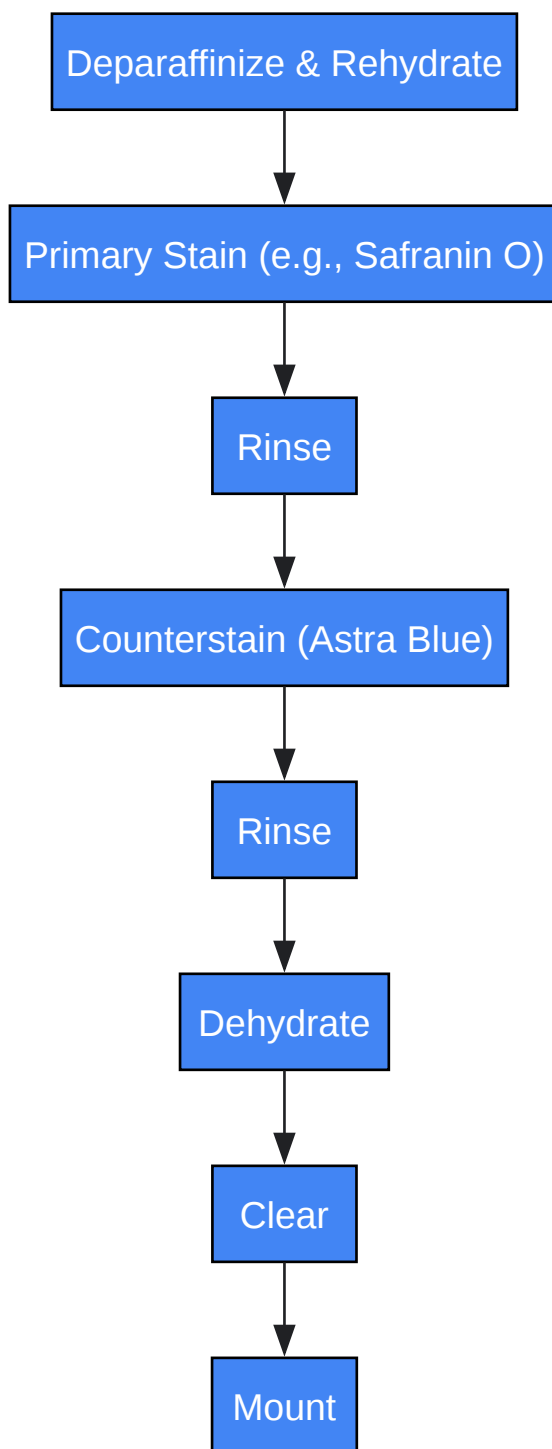 Deparaffinize & Rehydrate
Primary Stain (e.g., Safranin O)
Rinse
Counterstain (Astra Blue)
Rinse
Dehydrate
Clear
Mount